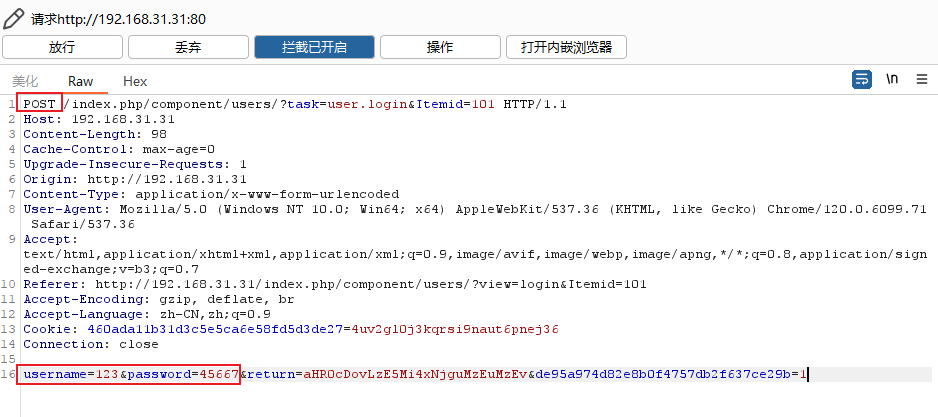 请求http://192.168.31.31:80
放行 丢弃 拦截已开启 操作 打开内嵌浏览器
美化 Raw Hex \n
1 POST /index.php/component/users/?task=user.login&Itemid=101 HTTP/1.1
2 Host: 192.168.31.31
3 Content-Length: 98
4 Cache-Control: max-age=0
5 Upgrade-Insecure-Requests: 1
6 Origin: http://192.168.31.31
7 Content-Type: application/x-www-form-urlencoded
8 User-Agent: Mozilla/5.0 (Windows NT 10.0; Win64; x64) AppleWebKit/537.36 (KHTML, like Gecko) Chrome/120.0.6099.71
Safari/537.36
9 Accept:
text/html,application/xhtml+xml,application/xml;q=0.9,image/avif,image/webp,image/apng,*/*;q=0.8,application/sign
ed-exchange;v=b3;q=0.7
10 Referer: http://192.168.31.31/index.php/component/users/?view=login&Itemid=101
11 Accept-Encoding: gzip, deflate, br
12 Accept-Language: zh-CN,zh;q=0.9
13 Cookie: 460ada11b31d3c5e5ca6e58fd5d3de27=4uv2gl0j3kqrsi9naut6pnej36
14 Connection: close
15
16 username=123&password=45667&return=aHR0cDovLzE5Mi4xNjguMzEuMzEv&de95a974d82e8b0f4757db2f637ce29b=1